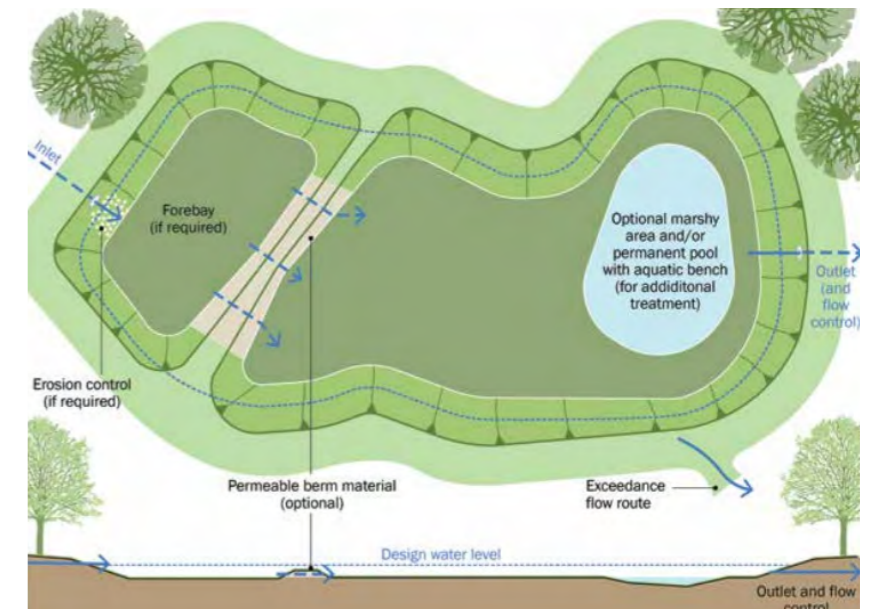 Inlet
Forebay
(if required)
Optional marshy
area and/or
permanent pool
with aquatic bench
(for addiditonal
treatment)
Outlet
(and
flow
control)
Erosion control
(if required)
Permeable berm material
(optional)
Exceedance
flow route
Design water level
Outlet and flow
control